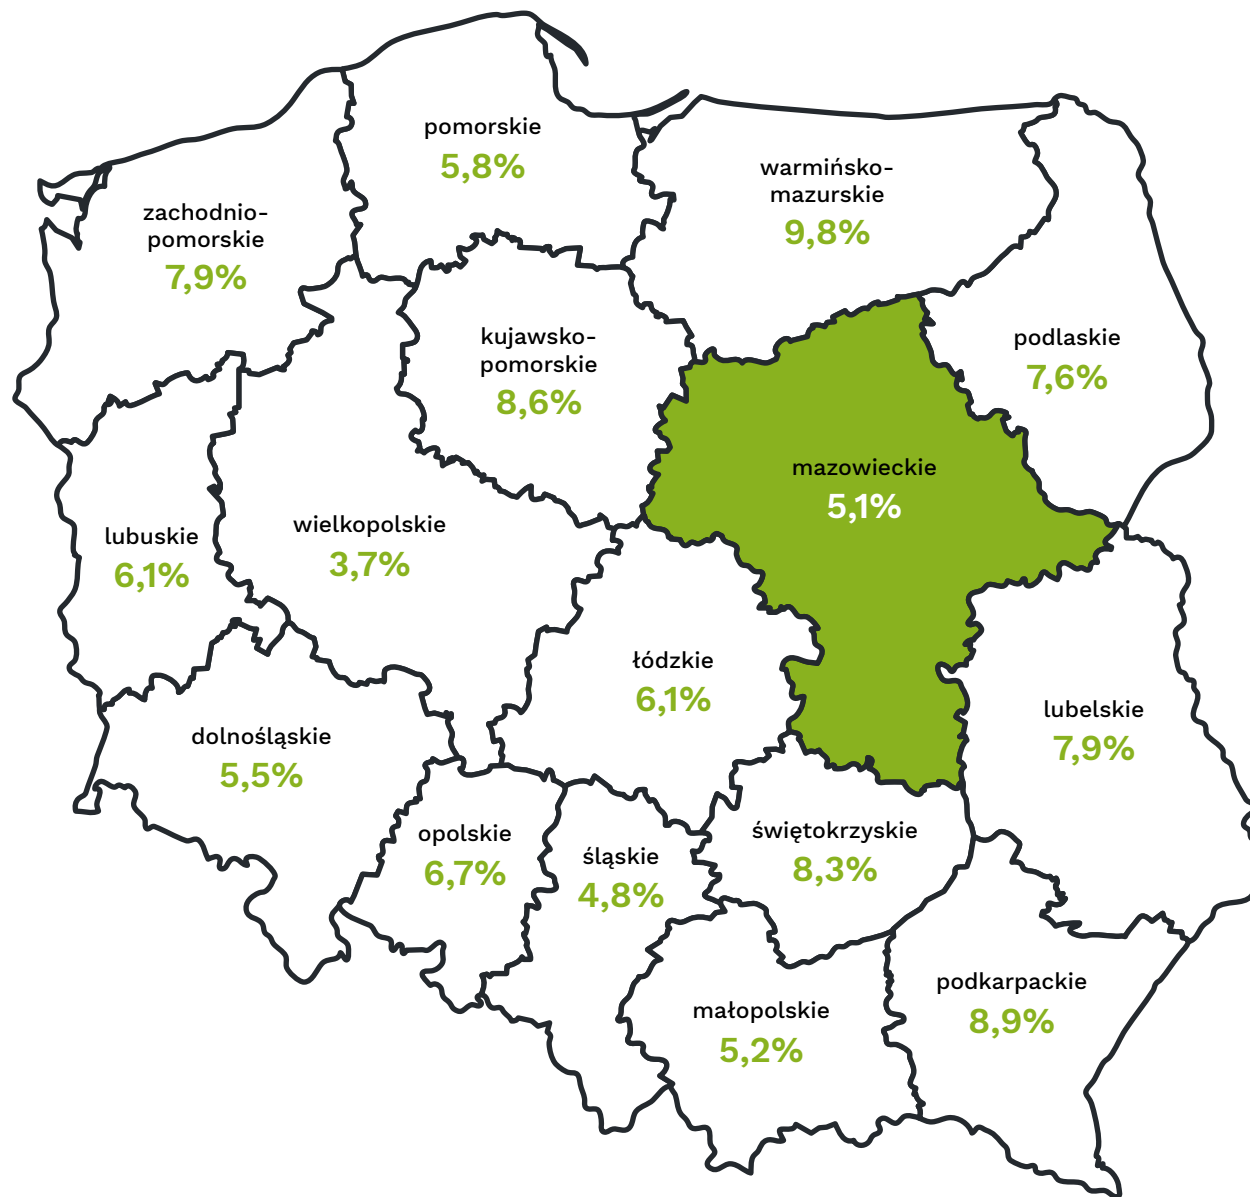 pomorskie
5,8%
warmińsko-
mazurskie
9,8%
zachodnio-
pomorskie
7,9%
kujawsko-
pomorskie
8,6%
podlaskie
7,6%
mazowieckie
5,1%
wielkopolskie
3,7%
lubuskie
6,1%
łódzkie
6,1%
lubelskie
7,9%
dolnośląskie
5,5%
opolskie
6,7%
śląskie
4,8%
świętokrzyskie
8,3%
podkarpackie
8,9%
małopolskie
5,2%